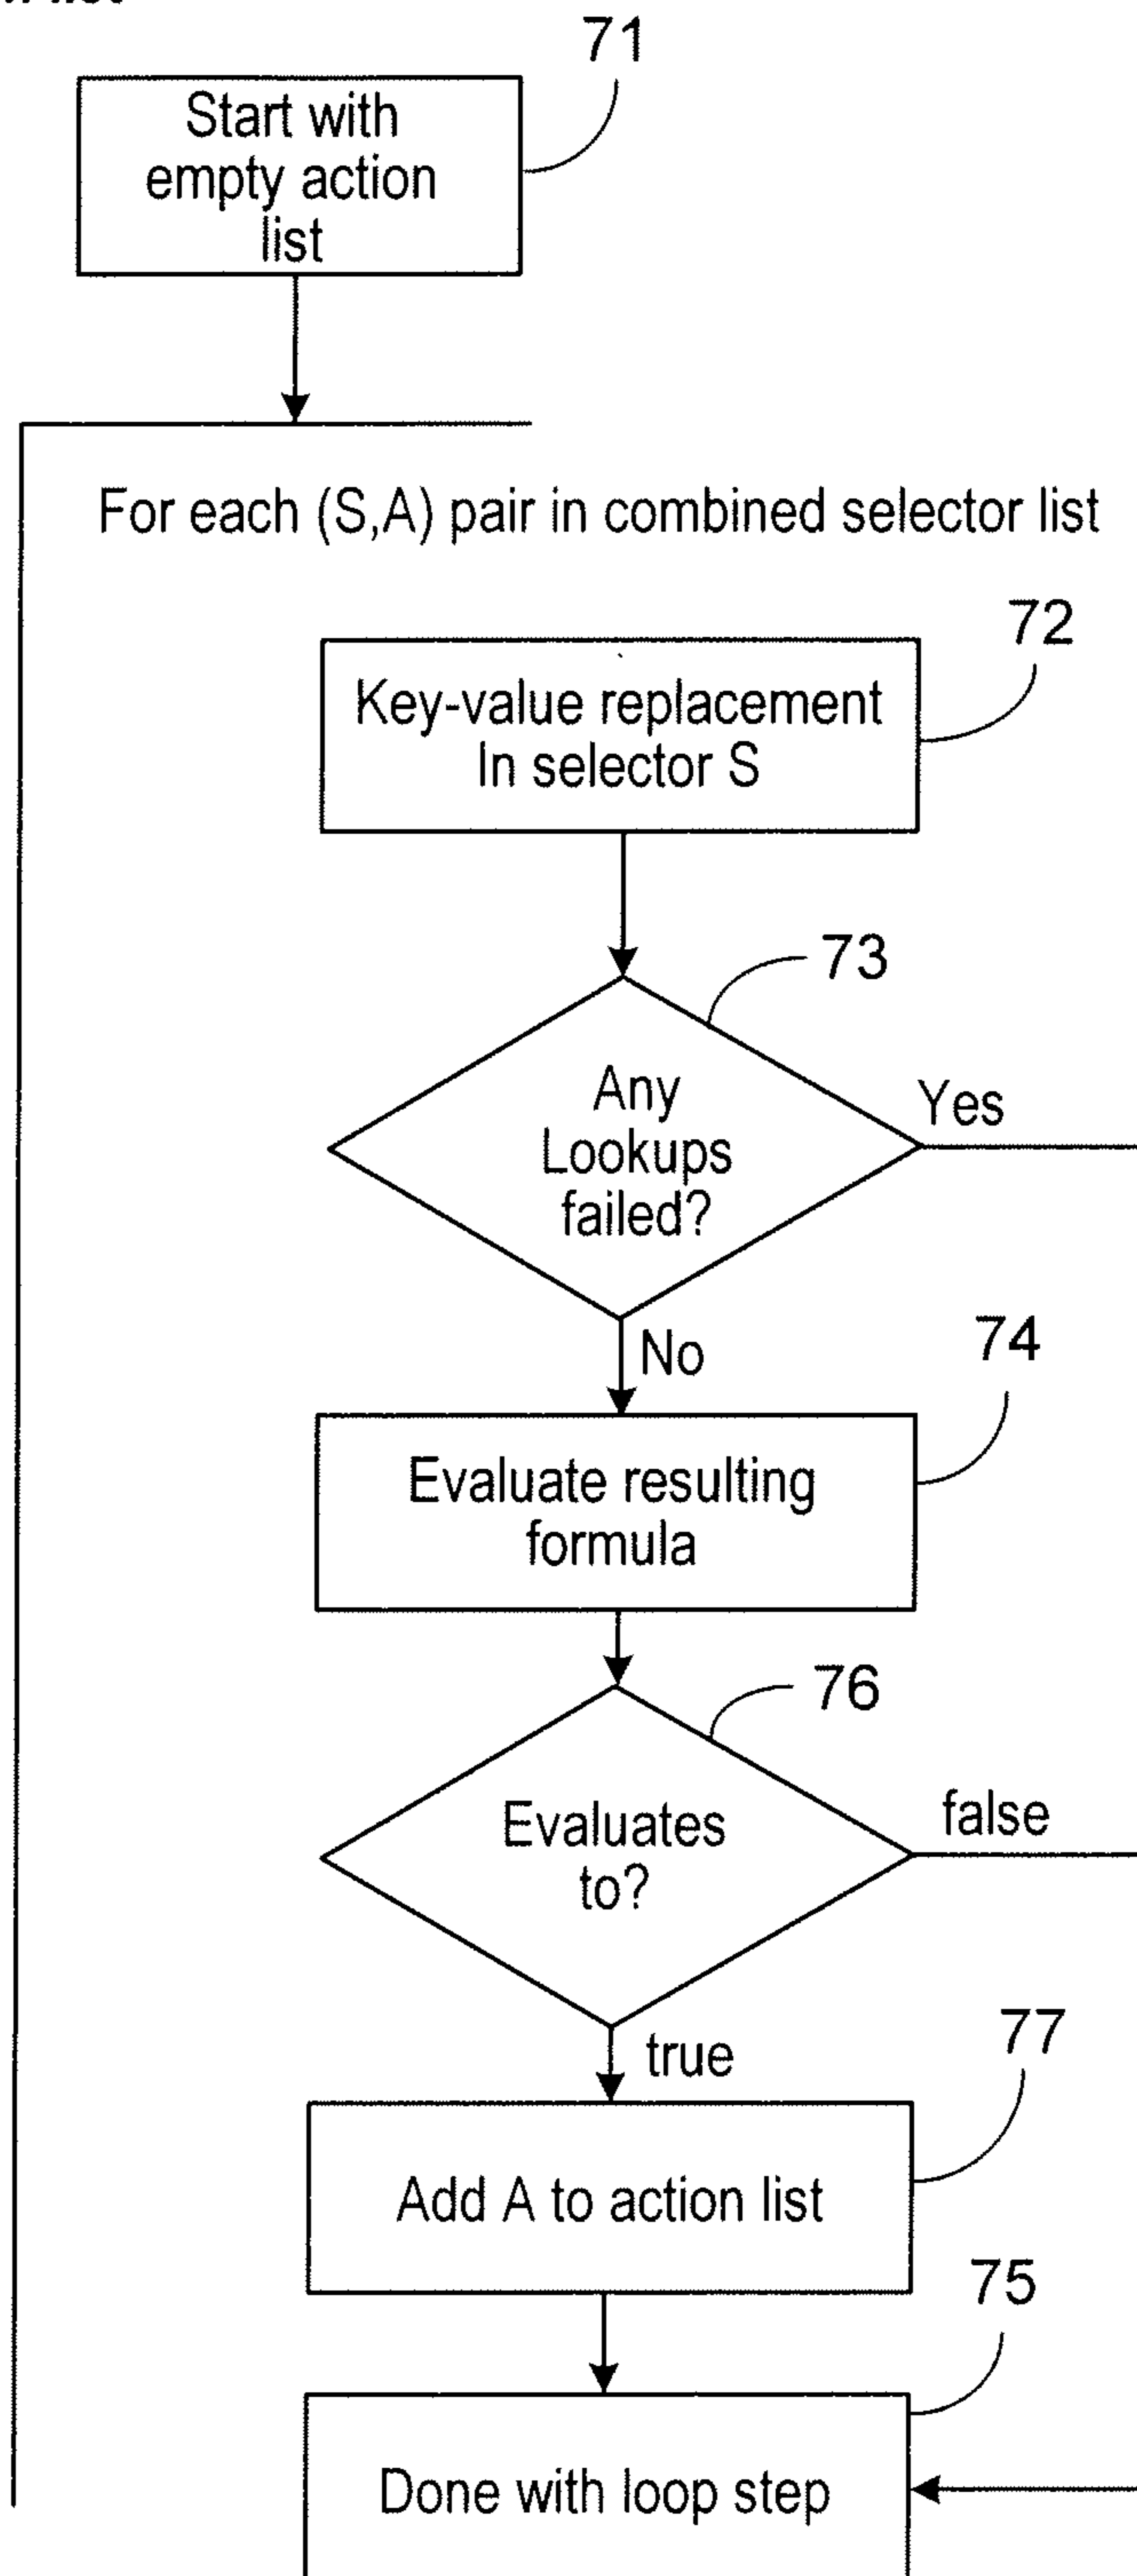 71
Start with
empty action
list
For each (S,A) pair in combined selector list
72
Key-value replacement
In selector S
73
Any
Lookups
failed?
Yes
No
74
Evaluate resulting
formula
76
Evaluates
to?
false
true
77
Add A to action list
75
Done with loop step